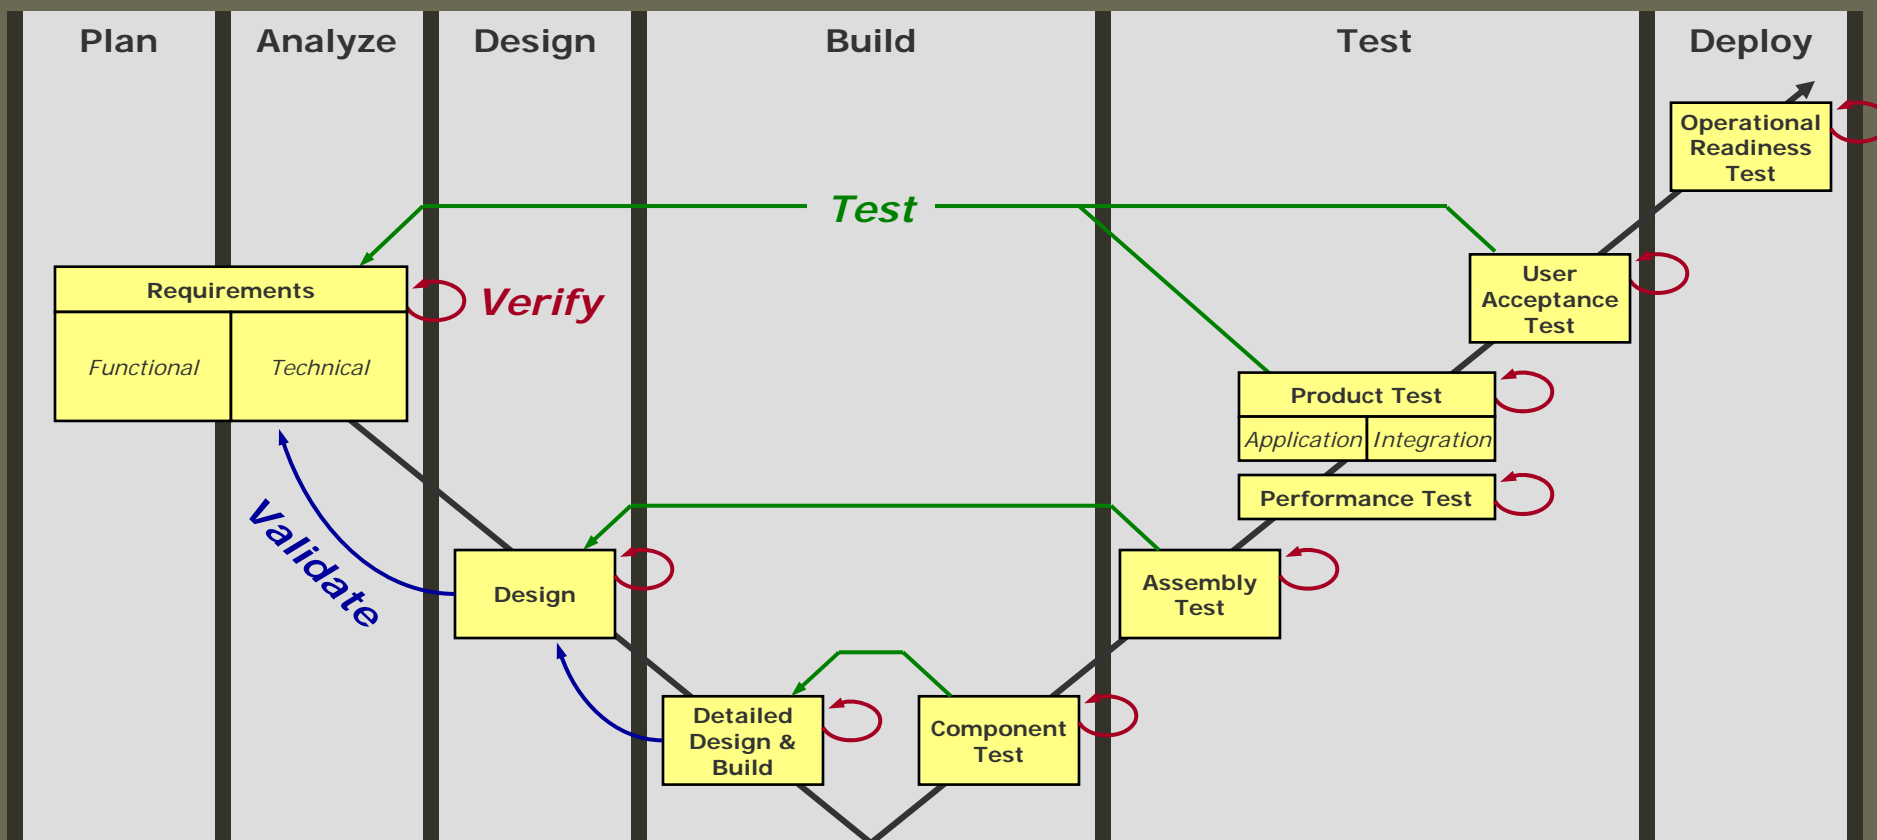 Plan
Analyze
Design
Build
Test
Deploy
Operational
Readiness
Test
Test
User
Acceptance
Test
Requirements
Verify
Functional
Technical
Product Test
Application
Integration
Performance Test
Validate
Design
Assembly
Test
Detailed
Design &
Build
Component
Test